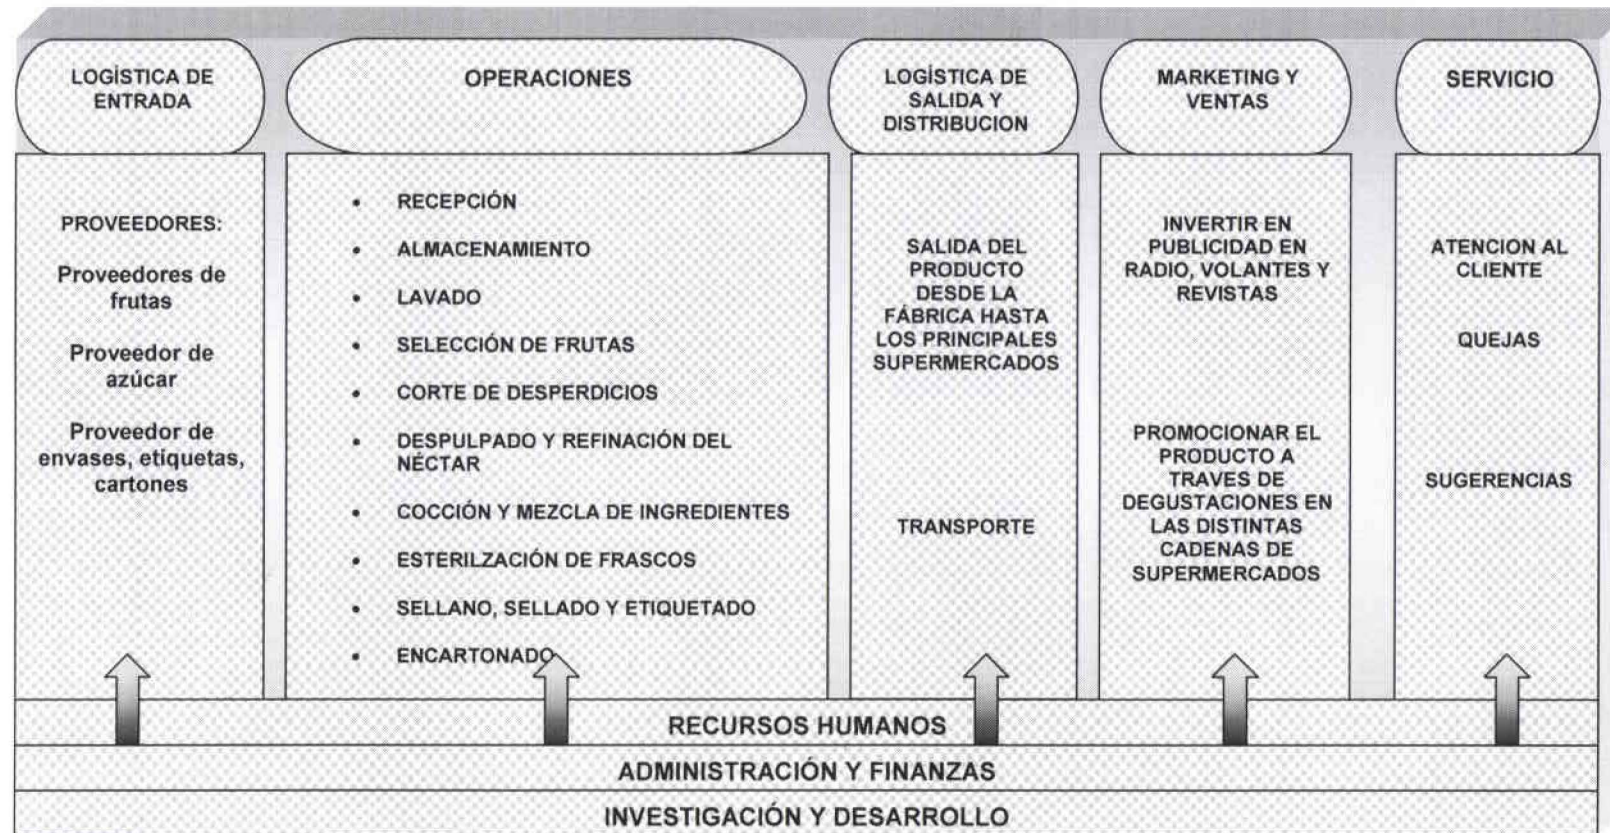 LOGÍSTICA DE
ENTRADA
PROVEEDORES:
Proveedores de
frutas
Proveedor de
azúcar
Proveedor de
envases, etiquetas,
cartones
OPERACIONES
• RECEPCIÓN
• ALMACENAMIENTO
• LAVADO
• SELECCIÓN DE FRUTAS
• CORTE DE DESPERDICIOS
• DESPULPADO Y REFINACIÓN DEL
NÉCTAR
• COCCIÓN Y MEZCLA DE INGREDIENTES
• ESTERILZACIÓN DE FRASCOS
• SELLANO, SELLADO Y ETIQUETADO
• ENCARTONADO
LOGÍSTICA DE
SALIDA Y
DISTRIBUCION
SALIDA DEL
PRODUCTO
DESDE LA
FÁBRICA HASTA
LOS PRINCIPALES
SUPERMERCADOS
TRANSPORTE
MARKETING Y
VENTAS
INVERTIR EN
PUBLICIDAD EN
RADIO, VOLANTES Y
REVISTAS
PROMOCIONAR EL
PRODUCTO A
TRAVES DE
DEGUSTACIONES EN
LAS DISTINTAS
CADENAS DE
SUPERMERCADOS
SERVICIO
ATENCION AL
CLIENTE
QUEJAS
SUGERENCIAS
RECURSOS HUMANOS
ADMINISTRACIÓN Y FINANZAS
INVESTIGACIÓN Y DESARROLLO